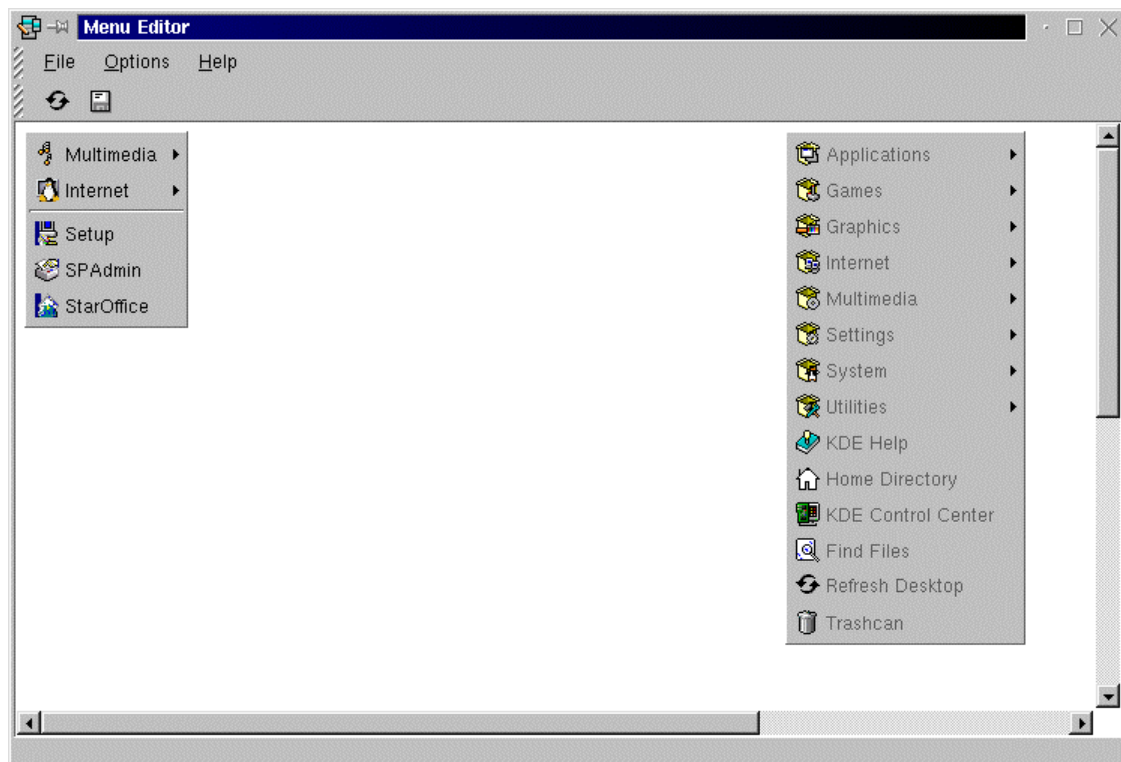 Menu Editor
File Options Help
Multimedia
Internet
Setup
SPAdmin
StarOffice
Applications
Games
Graphics
Internet
Multimedia
Settings
System
Utilities
KDE Help
Home Directory
KDE Control Center
Find Files
Refresh Desktop
Trashcan